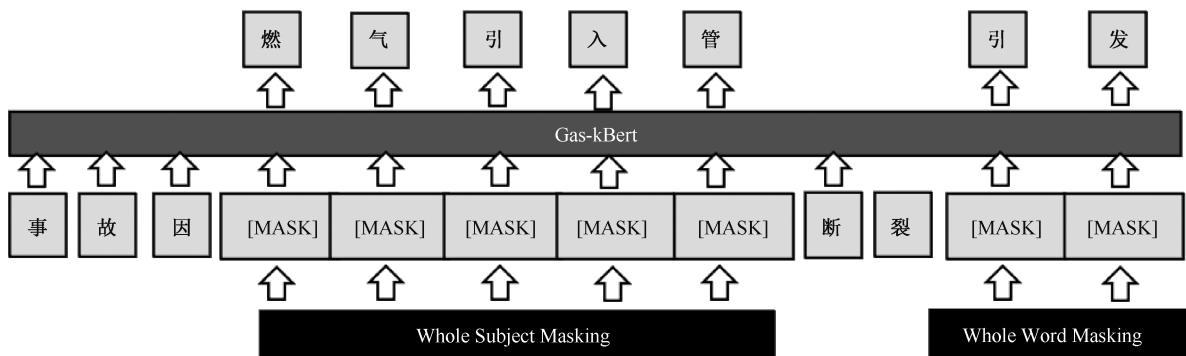 燃 气 引 入 管 引 发
Gas-kBert
事 故 因 [MASK] [MASK] [MASK] [MASK] [MASK] 断 裂 [MASK] [MASK]
Whole Subject Masking Whole Word Masking